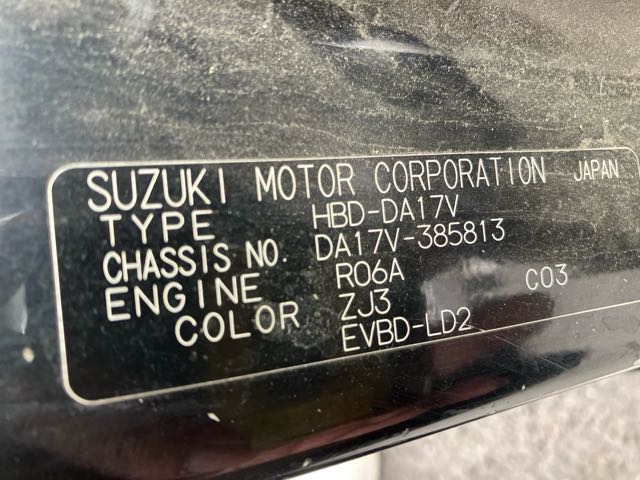 SUZUKI MOTOR CORPORATION JAPAN
TYPE HBD-DA17V
CHASSIS NO. DA17V-385813
ENGINE R06A
COLOR ZJ3 C03
EVBD-LD2